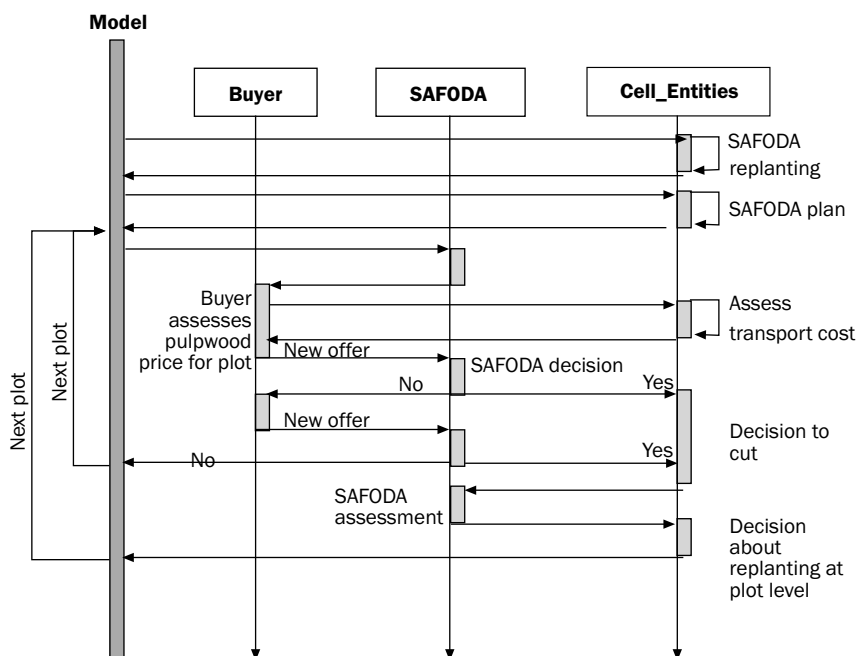 Model
Buyer
SAFODA
Cell_Entities
SAFODA
replanting
SAFODA plan
Buyer
assesses
pulpwood
price for plot
Assess
transport cost
New offer
SAFODA decision
No
Yes
New offer
Next plot
Next plot
No
Yes
Decision to
cut
SAFODA
assessment
Decision
about
replanting at
plot level